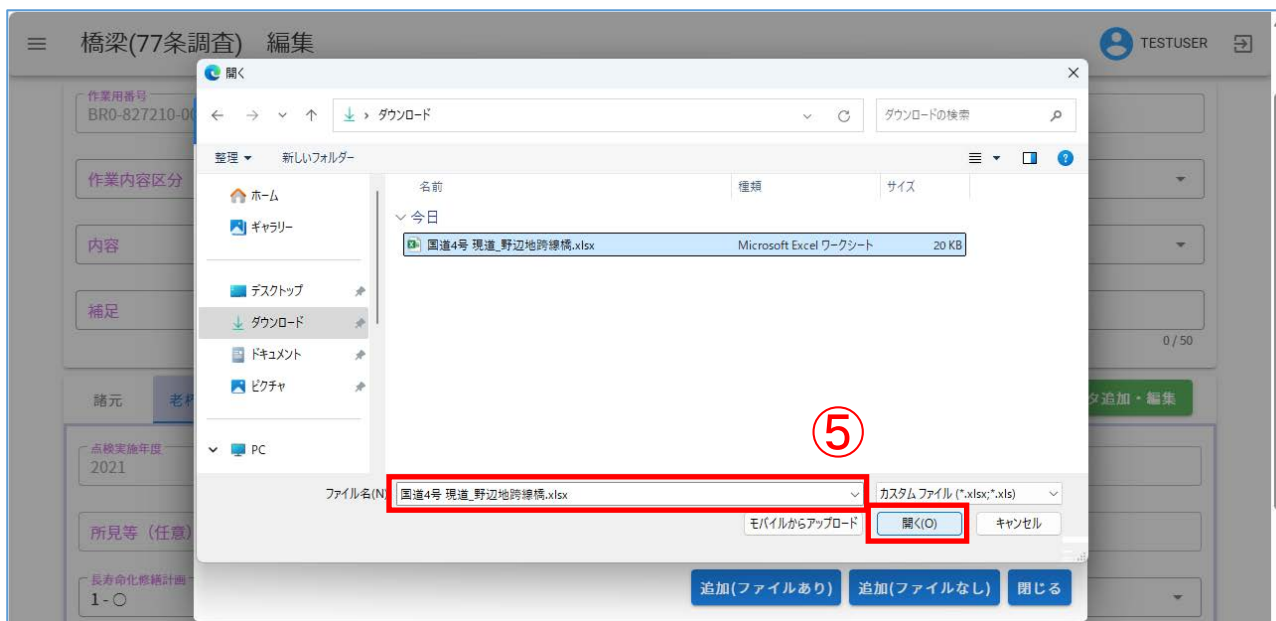 橋梁(77条調査) 編集
TESTUSER
開く
作業用番号
BR0-827210-0
ダウンロード
ダウンロードの検索
整理
新しいフォルダー
作業内容区分
ホーム
名前
種類
サイズ
今日
ギャラリー
国道4号 現道_野辺地跨線橋.xlsx
Microsoft Excel ワークシート
20 KB
内容
デスクトップ
補足
ダウンロード
0 / 50
ドキュメント
ピクチャ
諸元
老朽
タ追加・編集
⑤
点検実施年度
2021
PC
ファイル名(N)
国道4号 現道_野辺地跨線橋.xlsx
カスタム ファイル (*.xlsx;*.xls)
モバイルからアップロード
開く(O)
キャンセル
所見等（任意）
長寿命化修繕計画
1 - ○
追加(ファイルあり)
追加(ファイルなし)
閉じる